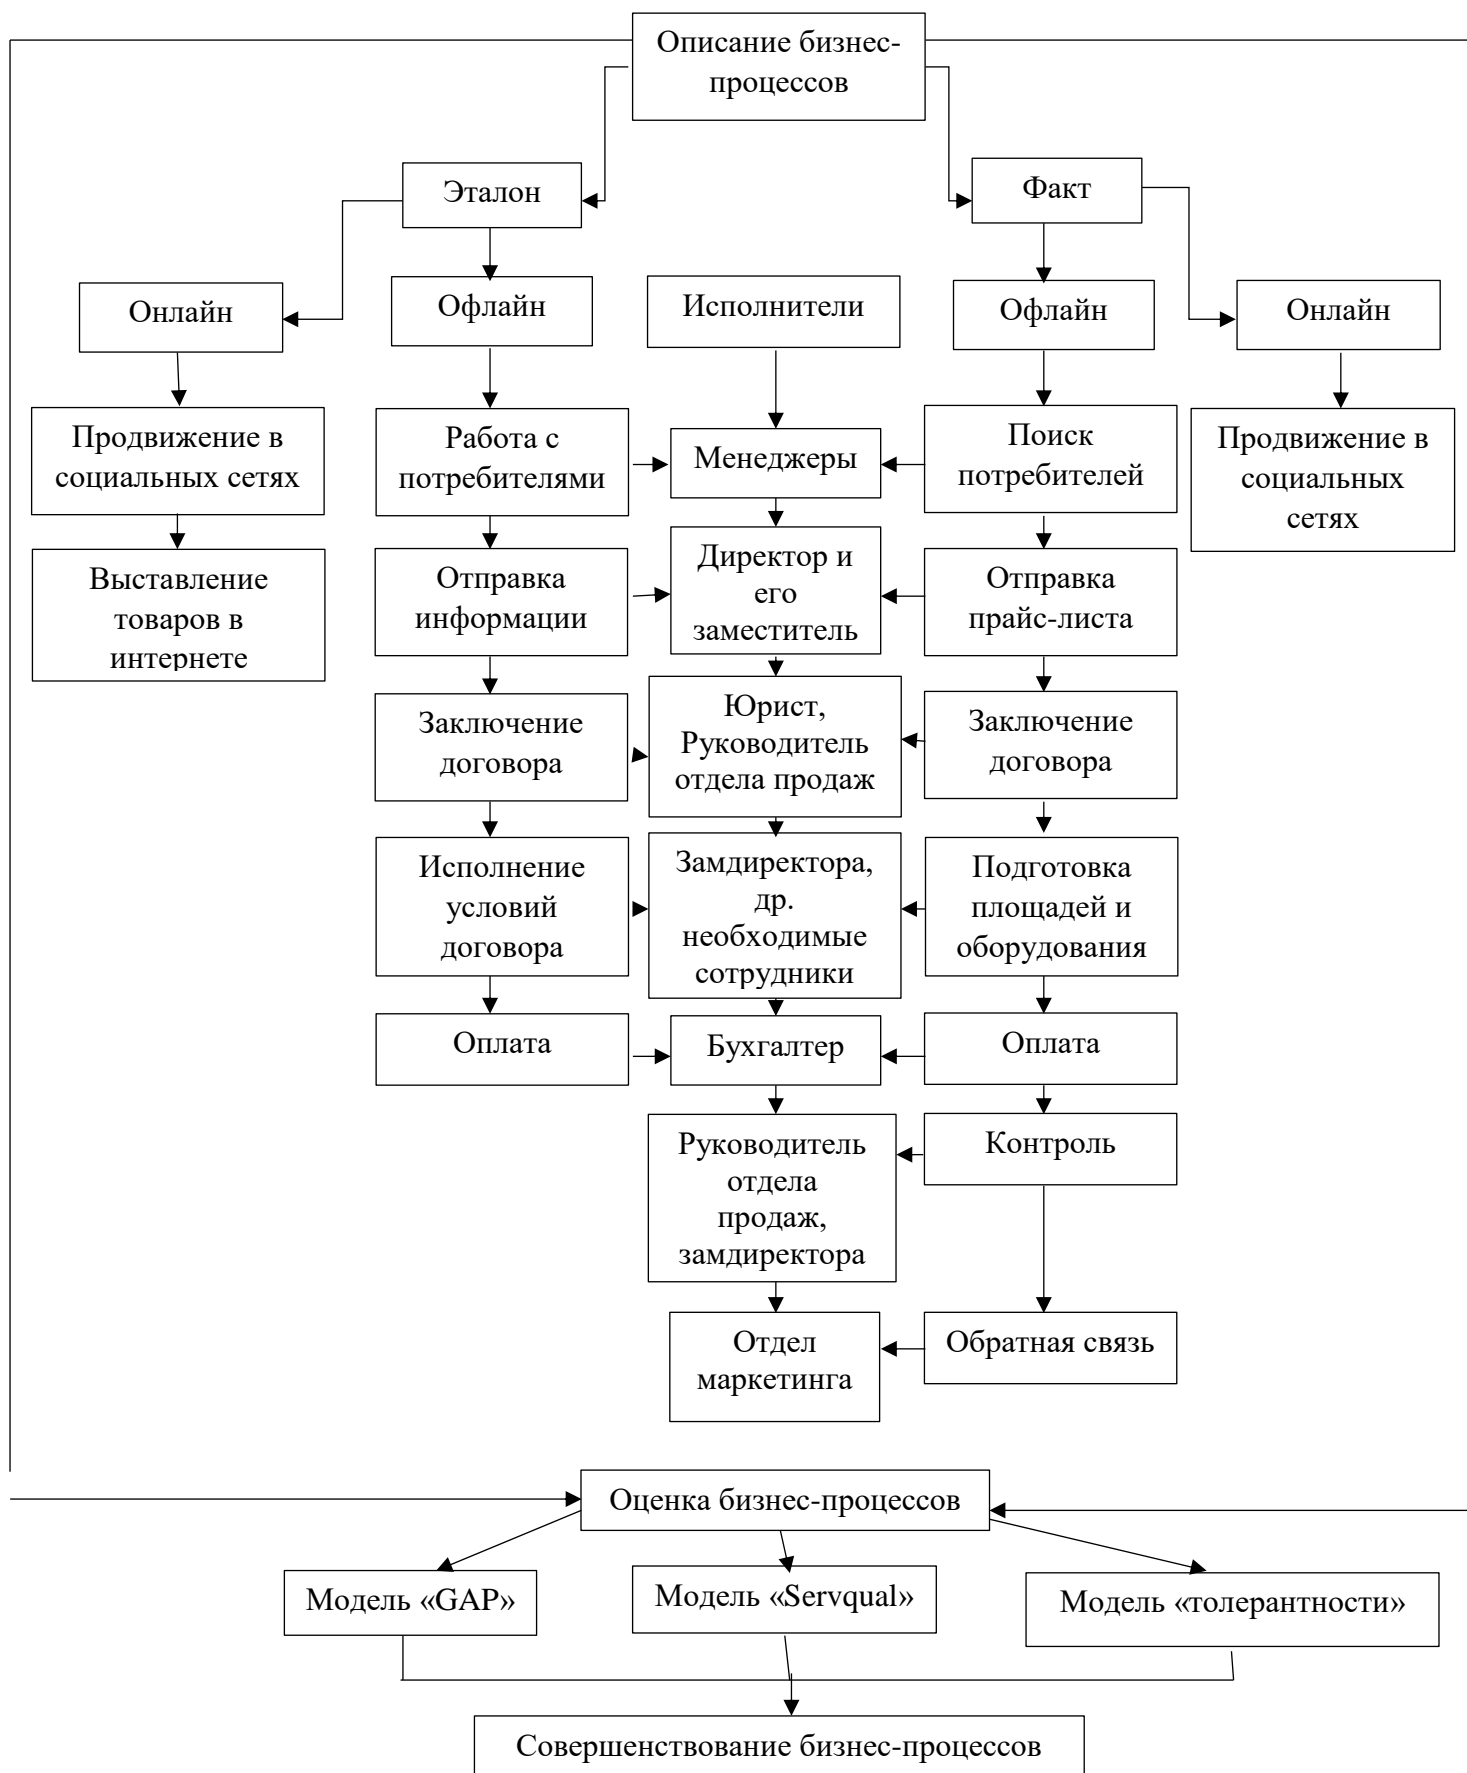 Описание бизнес-
процессов
Эталон
Факт
Онлайн
Офлайн
Исполнители
Офлайн
Онлайн
Продвижение в
социальных сетях
Работа с
потребителями
Менеджеры
Поиск
потребителей
Продвижение в
социальных
сетях
Выставление
товаров в
интернете
Отправка
информации
Директор и
его
заместитель
Отправка
прайс-листа
Заключение
договора
Юрист,
Руководитель
отдела продаж
Заключение
договора
Исполнение
условий
договора
Замдиректора,
др.
необходимые
сотрудники
Подготовка
площадей и
оборудования
Оплата
Бухгалтер
Оплата
Руководитель
отдела
продаж,
замдиректора
Контроль
Отдел
маркетинга
Обратная связь
Оценка бизнес-процессов
Модель «GAP»
Модель «Servqual»
Модель «толерантности»
Совершенствование бизнес-процессов